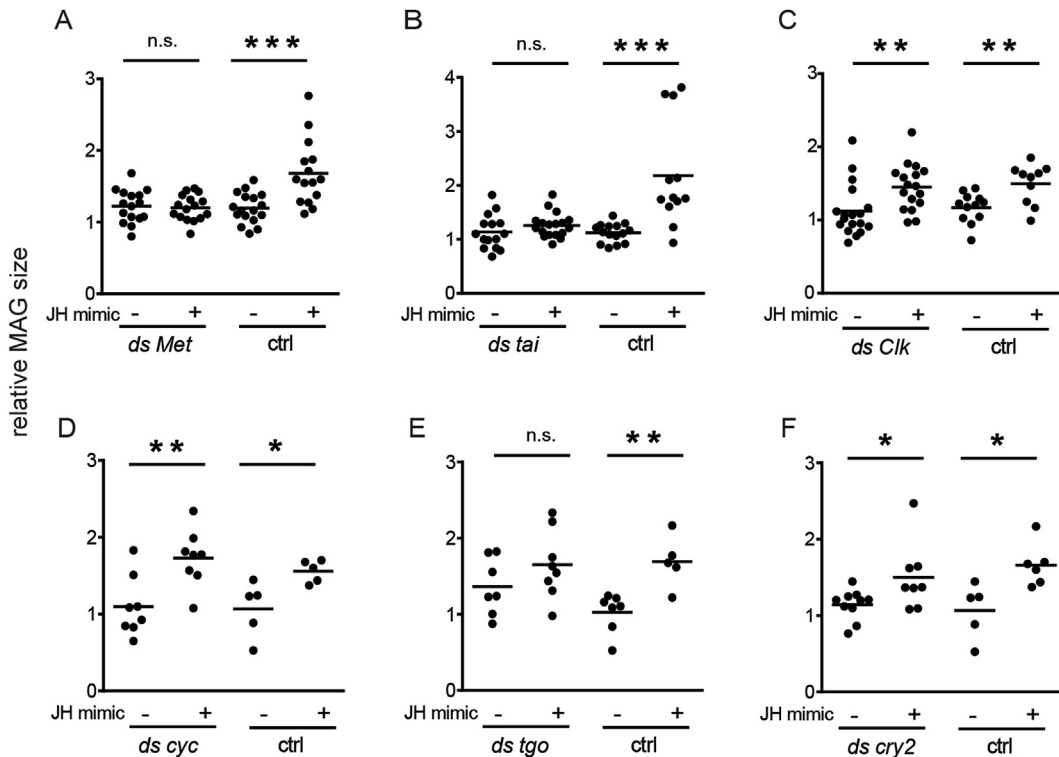 A
n.s.
***
3
2
1
0
JH mimic - + - +
ds Met ctrl
B
n.s.
***
4
3
2
1
0
JH mimic - + - +
ds tai ctrl
C
**
**
3
2
1
0
JH mimic - + - +
ds Clk ctrl
relative MAG size
D
**
*
3
2
1
0
JH mimic - + - +
ds cyc ctrl
E
n.s.
**
3
2
1
0
JH mimic - + - +
ds tgo ctrl
F
*
*
3
2
1
0
JH mimic - + - +
ds cry2 ctrl